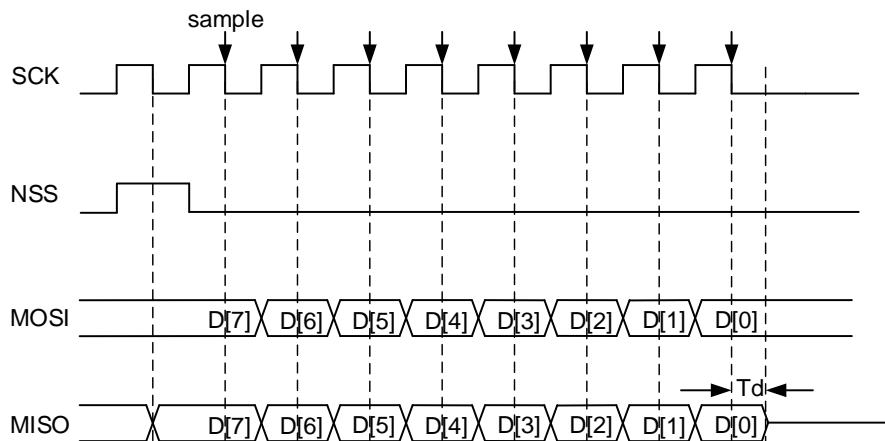 sample
SCK
NSS
MOSI D[7] D[6] D[5] D[4] D[3] D[2] D[1] D[0]
Td
MISO D[7] D[6] D[5] D[4] D[3] D[2] D[1] D[0]